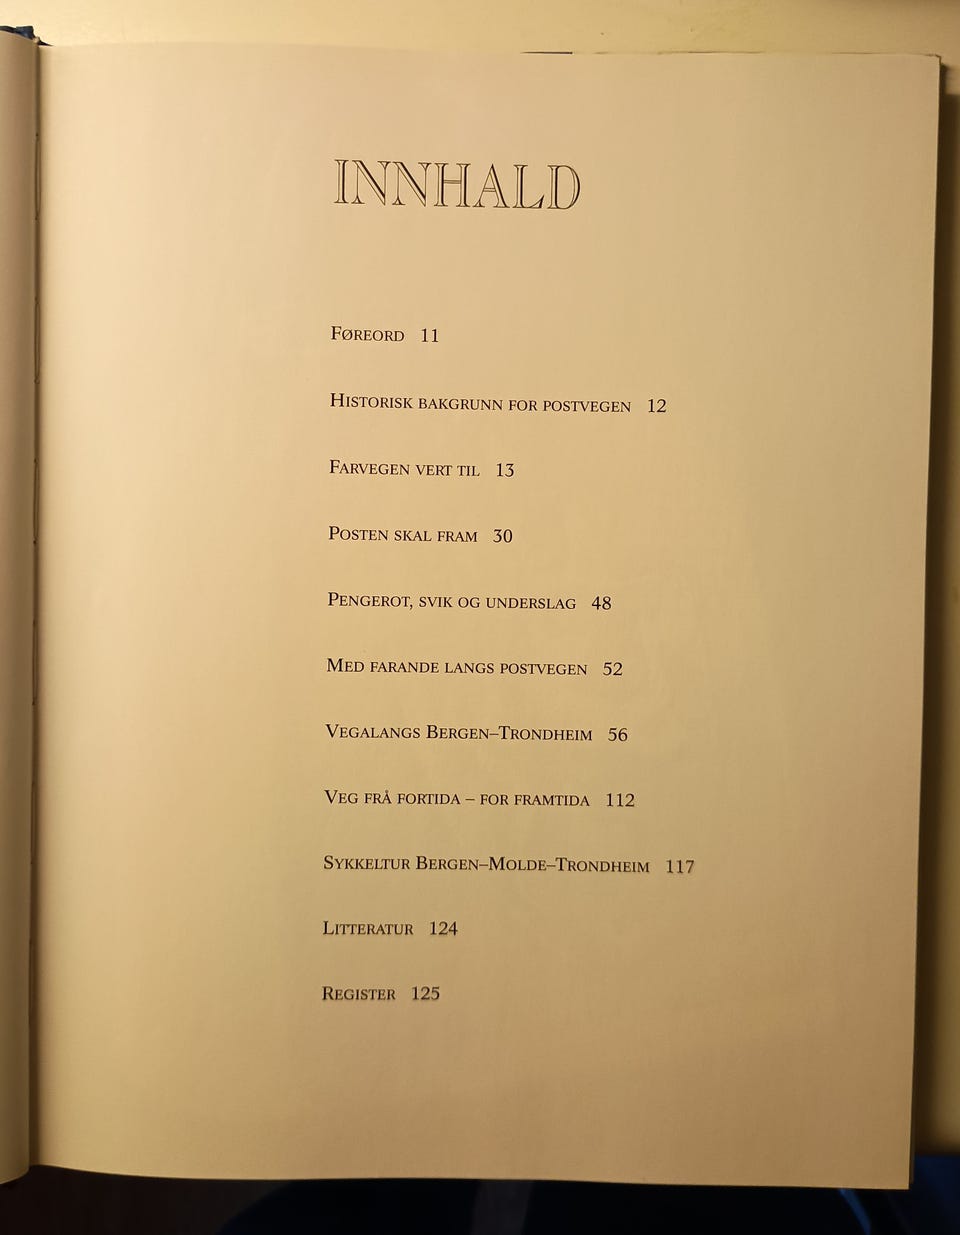 INNHALD
Føreord 11
Historisk bakgrunn for postvegen 12
Farvegen vert til 13
Posten skal fram 30
Pengerot, svik og underslag 48
Med farande langs postvegen 52
Vegalangs Bergen–Trondheim 56
Veg frå fortida – for framtida 112
Sykkeltur Bergen–Molde–Trondheim 117
Litteratur 124
Register 125